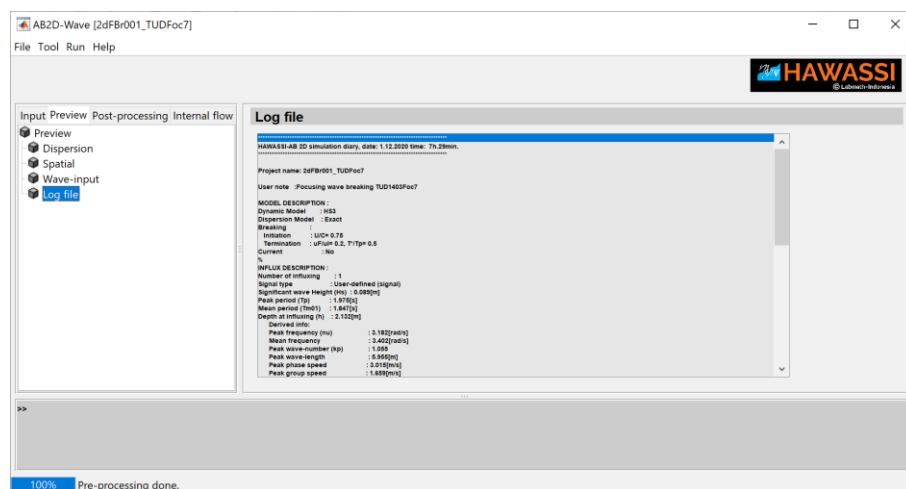 AB2D-Wave [2dFBr001_TUDFoc7]
File Tool Run Help
HAWASSI
© Labmath-Indonesia
Input Preview Post-processing Internal flow
Preview
Dispersion
Spatial
Wave-input
Log file
Log file
HAWASSI-AB 2D simulation diary, date: 1.12.2020 time: 7h.29min.
Project name: 2dFBr001_TUDFoc7
User note :Focusing wave breaking TUD1403Foc7
MODEL DESCRIPTION :
Dynamic Model : HS3
Dispersion Model : Exact
Breaking :
Initiation : U/C= 0.75
Termination : uF/uI= 0.2, T*/Tp= 0.5
Current : No
%
INFLUX DESCRIPTION :
Number of influxing : 1
Signal type : User-defined (signal)
Significant wave Height (Hs) : 0.089[m]
Peak period (Tp) : 1.975[s]
Mean period (Tm01) : 1.847[s]
Depth at influxing (h) : 2.132[m]
Derived info:
Peak frequency (nu) : 3.182[rad/s]
Mean frequency : 3.402[rad/s]
Peak wave-number (kp) : 1.055
Peak wave-length : 5.955[m]
Peak phase speed : 3.015[m/s]
Peak group speed : 1.659[m/s]
>>
100% Pre-processing done.